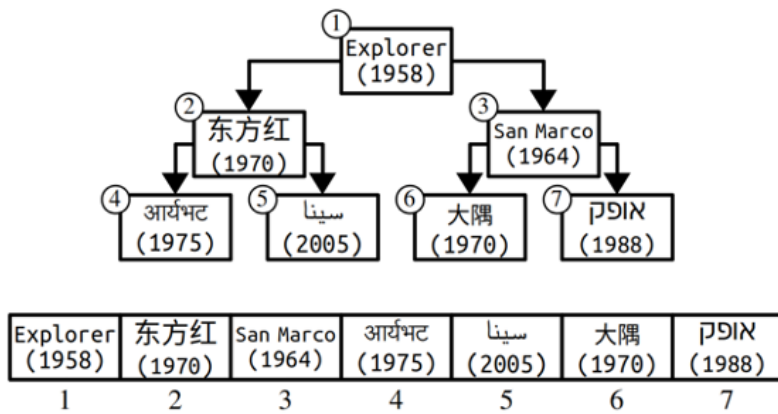 1
Explorer
(1958)
2
东方红
(1970)
3
San Marco
(1964)
4
आर्यभट
(1975)
5
سينا
(2005)
6
大隅
(1970)
7
אופק
(1988)
Explorer
(1958)
东方红
(1970)
San Marco
(1964)
आर्यभट
(1975)
سينا
(2005)
大隅
(1970)
אופק
(1988)
1 2 3 4 5 6 7